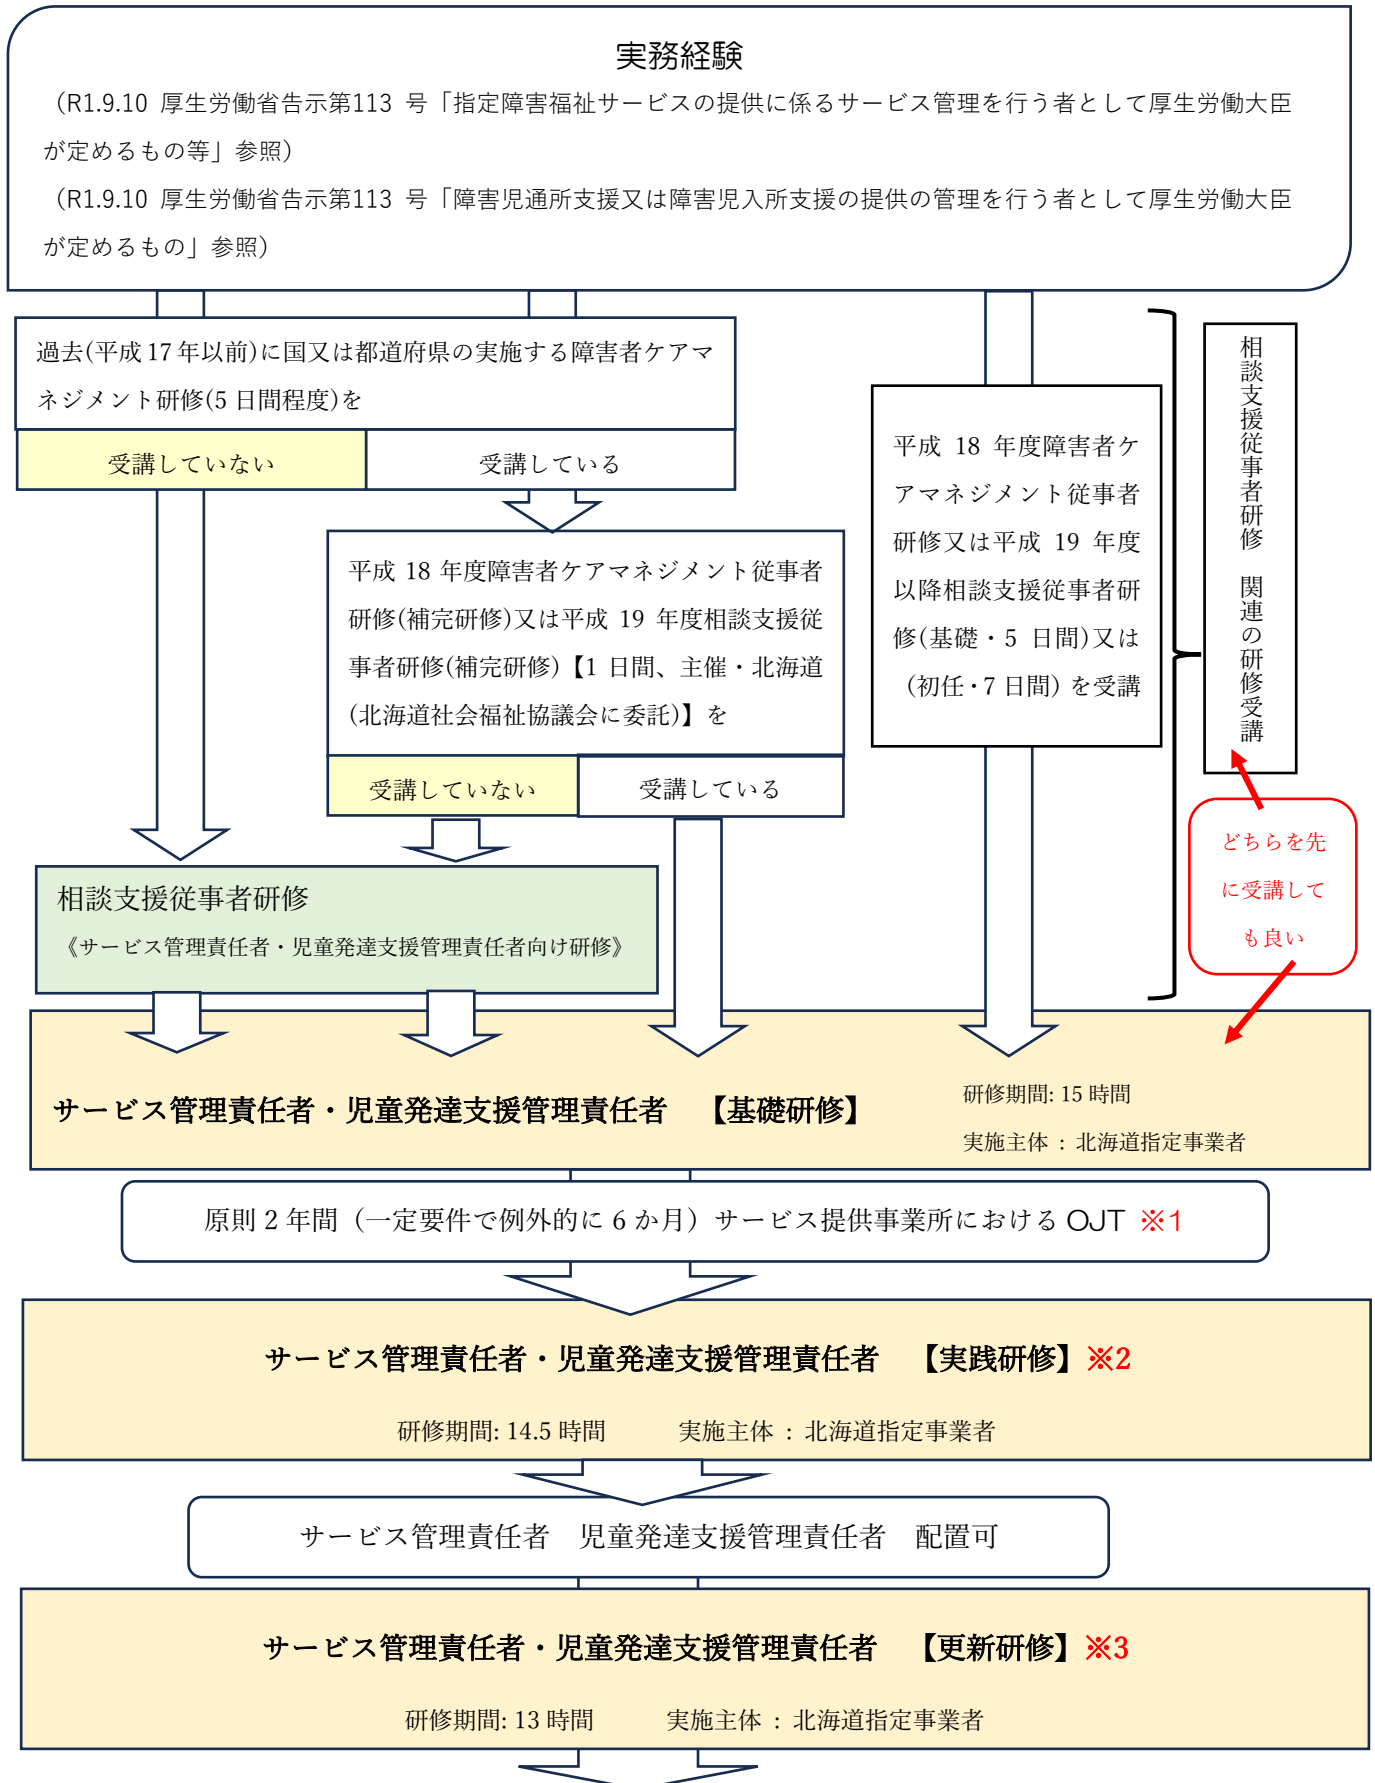 実務経験
（R1.9.10 厚生労働省告示第113 号「指定障害福祉サービスの提供に係るサービス管理を行う者として厚生労働大臣
が定めるもの等」参照）
（R1.9.10 厚生労働省告示第113 号「障害児通所支援又は障害児入所支援の提供の管理を行う者として厚生労働大臣
が定めるもの」参照）
過去(平成17年以前)に国又は都道府県の実施する障害者ケアマ
ネジメント研修(5日間程度)を
受講していない
受講している
平成 18 年度障害者ケアマネジメント従事者
研修(補完研修)又は平成 19 年度相談支援従
事者研修(補完研修)【1 日間、主催・北海道
(北海道社会福祉協議会に委託)】を
受講していない
受講している
平成 18 年度障害者ケ
アマネジメント従事者
研修又は平成 19 年度
以降相談支援従事者研
修(基礎・5 日間)又は
（初任・7 日間）を受講
相談支援従事者研修 関連の研修受講
どちらを先
に受講して
も良い
相談支援従事者研修
《サービス管理責任者・児童発達支援管理責任者向け研修》
サービス管理責任者・児童発達支援管理責任者 【基礎研修】
研修期間: 15 時間
実施主体 : 北海道指定事業者
原則 2 年間（一定要件で例外的に 6 か月）サービス提供事業所における OJT ※1
サービス管理責任者・児童発達支援管理責任者 【実践研修】※2
研修期間: 14.5 時間 実施主体 : 北海道指定事業者
サービス管理責任者 児童発達支援管理責任者 配置可
サービス管理責任者・児童発達支援管理責任者 【更新研修】※3
研修期間: 13 時間 実施主体 : 北海道指定事業者